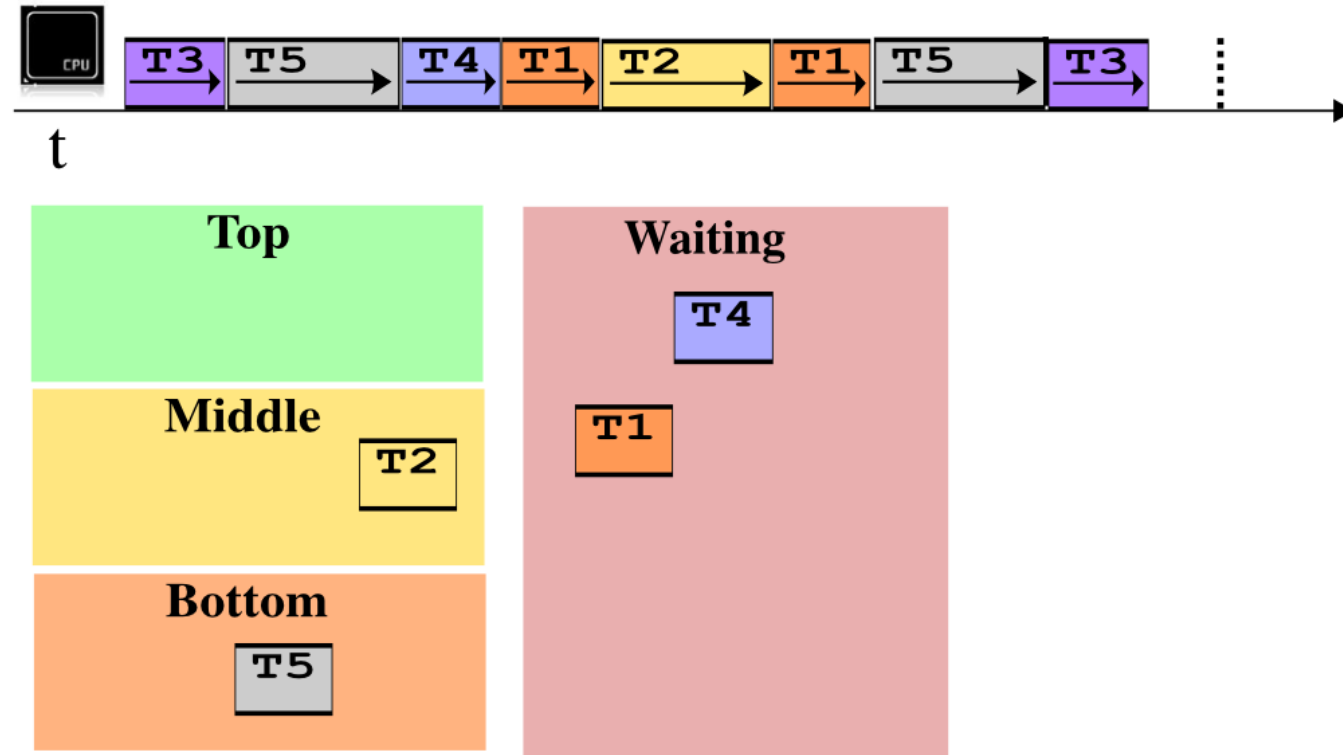 CPU
T3 T5 T4 T1 T2 T1 T5 T3
t
Top
Waiting
T4
Middle
T1
T2
Bottom
T5